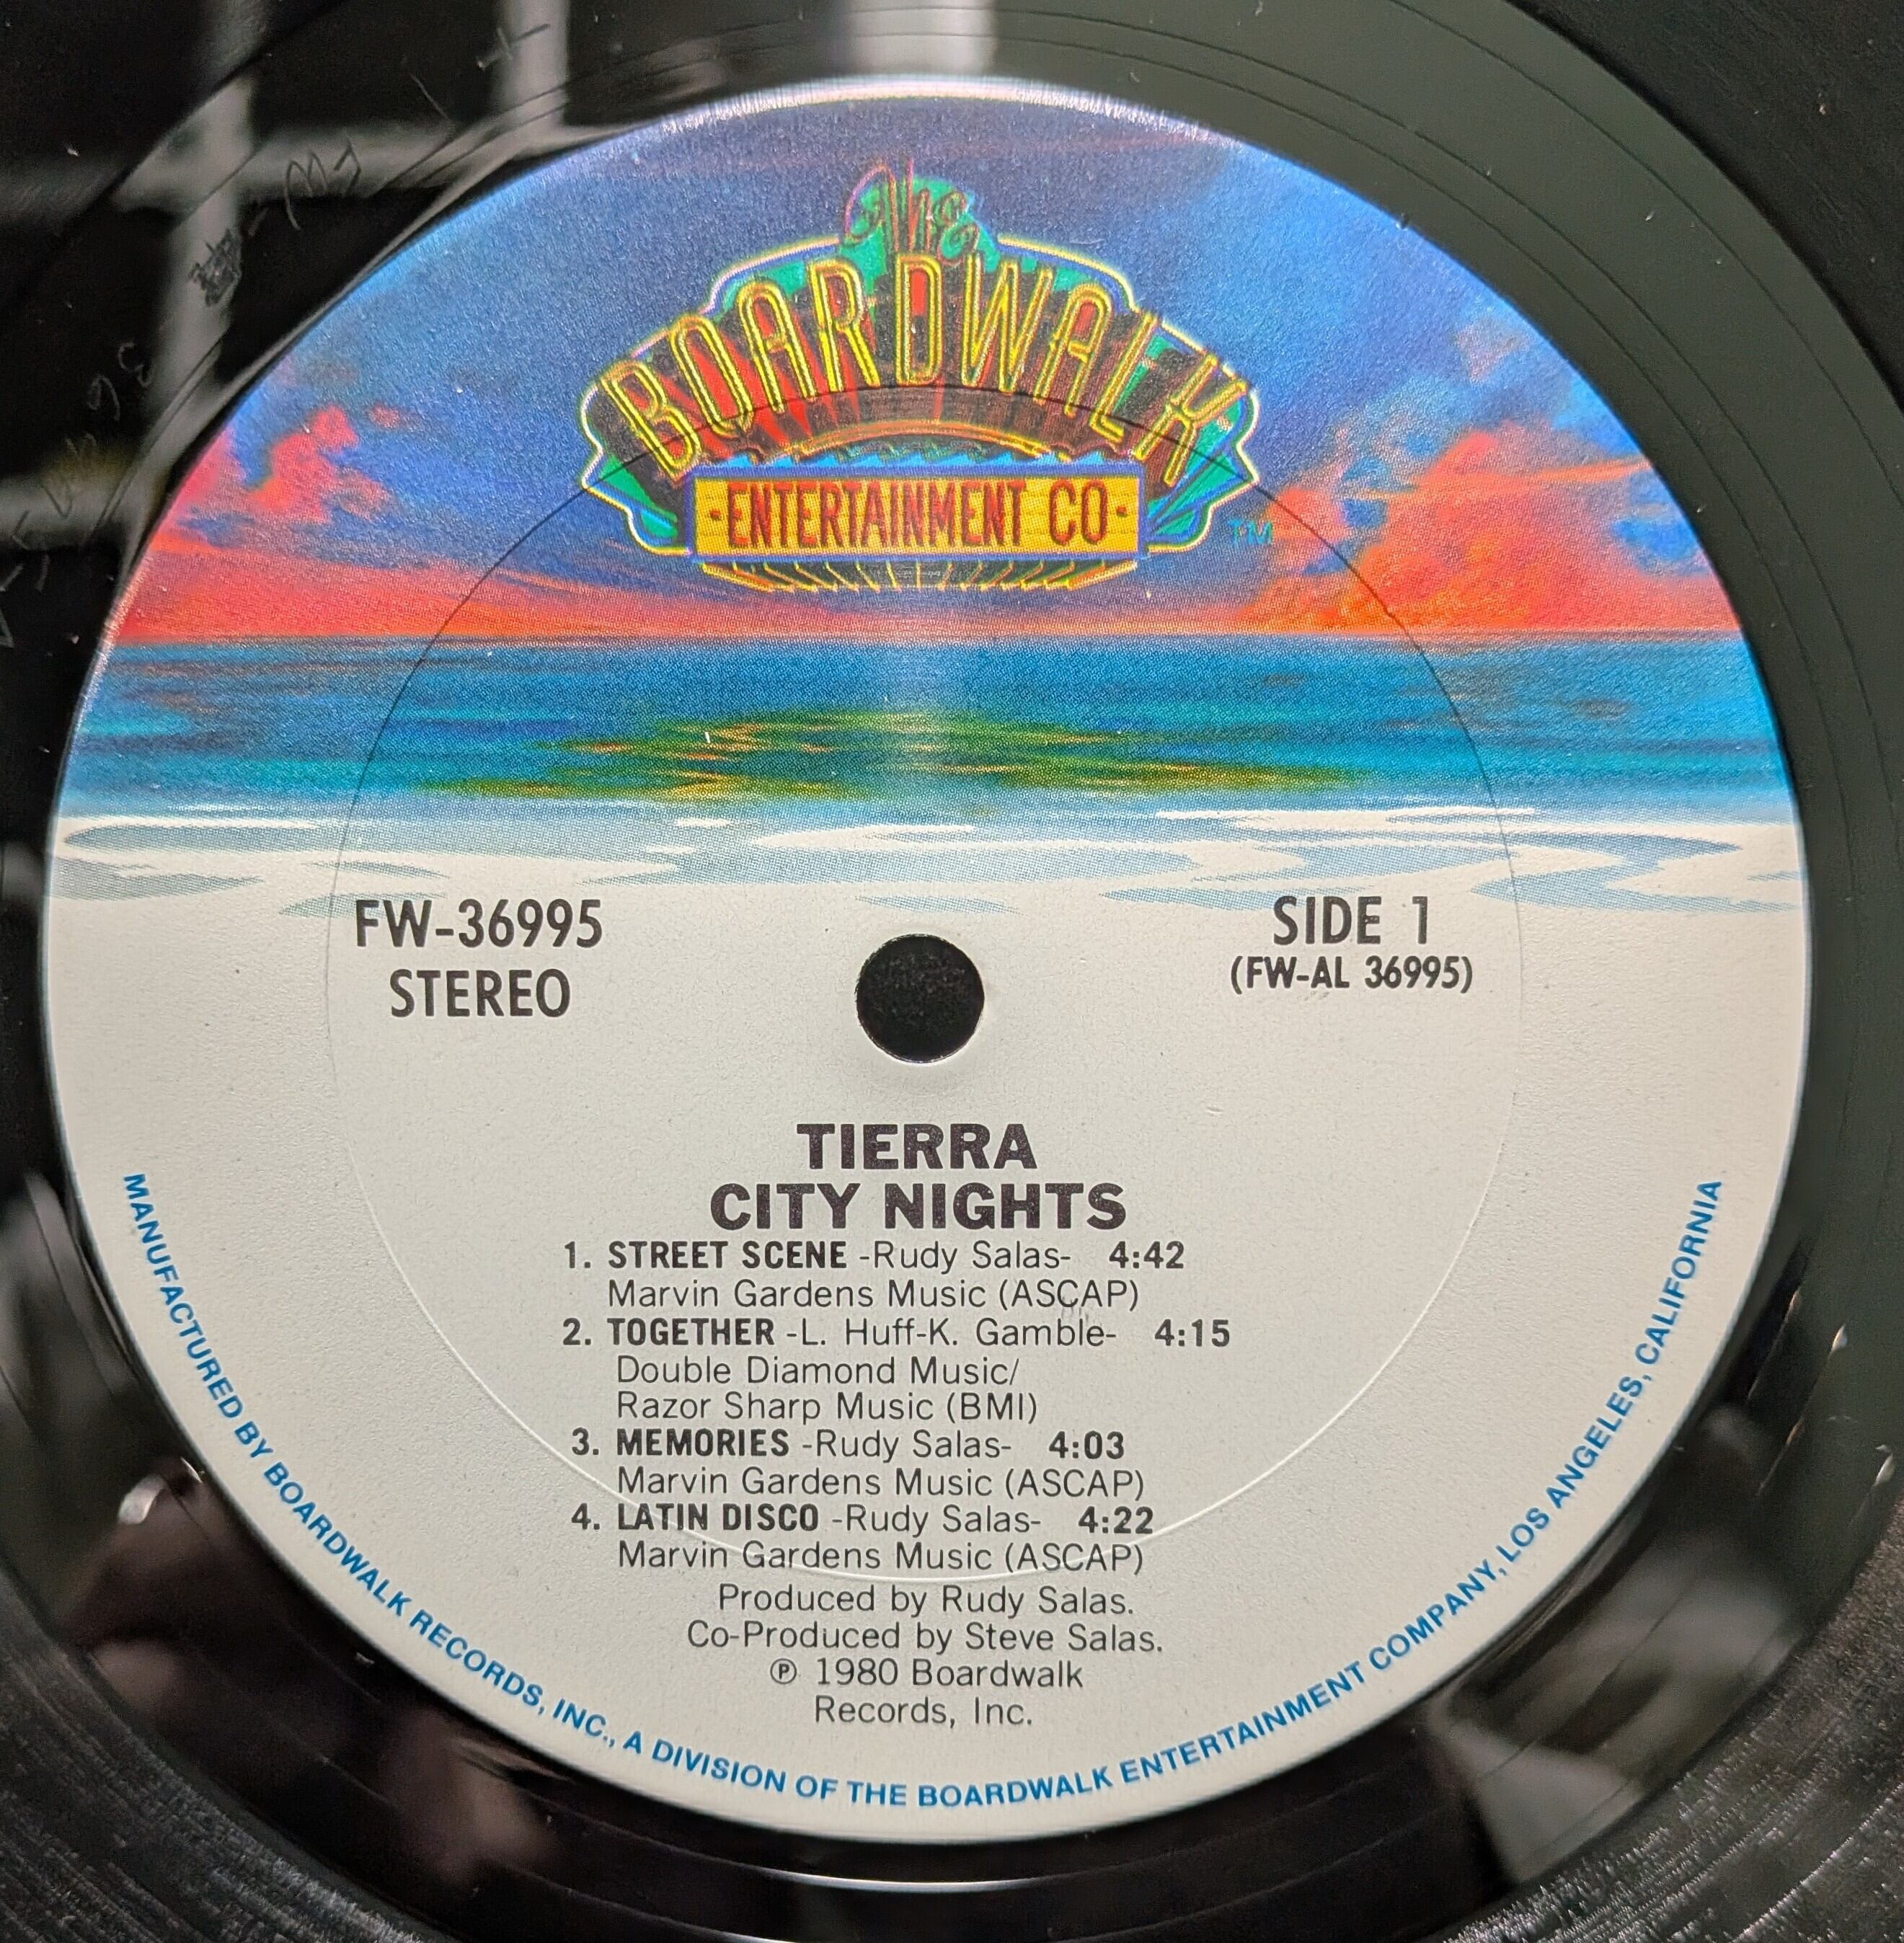 The
BOARDWALK
·ENTERTAINMENT CO·
TM
FW-36995
STEREO
SIDE 1
(FW-AL 36995)
TIERRA
CITY NIGHTS
1. STREET SCENE -Rudy Salas- 4:42
Marvin Gardens Music (ASCAP)
2. TOGETHER -L. Huff-K. Gamble- 4:15
Double Diamond Music/
Razor Sharp Music (BMI)
3. MEMORIES -Rudy Salas- 4:03
Marvin Gardens Music (ASCAP)
4. LATIN DISCO -Rudy Salas- 4:22
Marvin Gardens Music (ASCAP)
Produced by Rudy Salas.
Co-Produced by Steve Salas.
℗ 1980 Boardwalk
Records, Inc.
MANUFACTURED BY BOARDWALK RECORDS, INC., A DIVISION OF THE BOARDWALK ENTERTAINMENT COMPANY, LOS ANGELES, CALIFORNIA